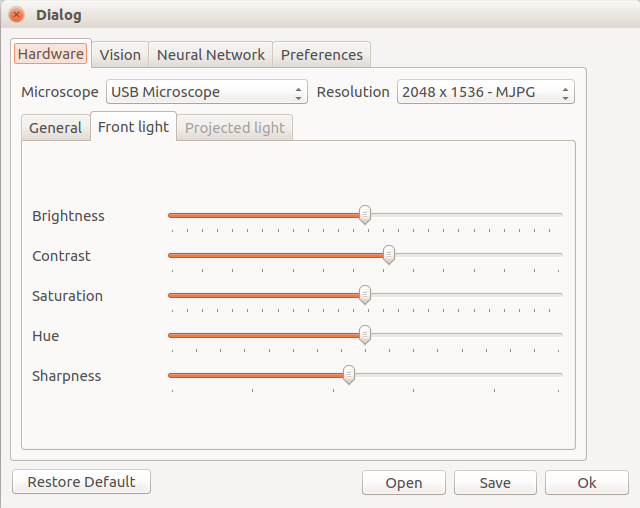 Dialog
Hardware Vision Neural Network Preferences
Microscope USB Microscope Resolution 2048 x 1536 - MJPG
General Front light Projected light
Brightness
Contrast
Saturation
Hue
Sharpness
Restore Default Open Save Ok